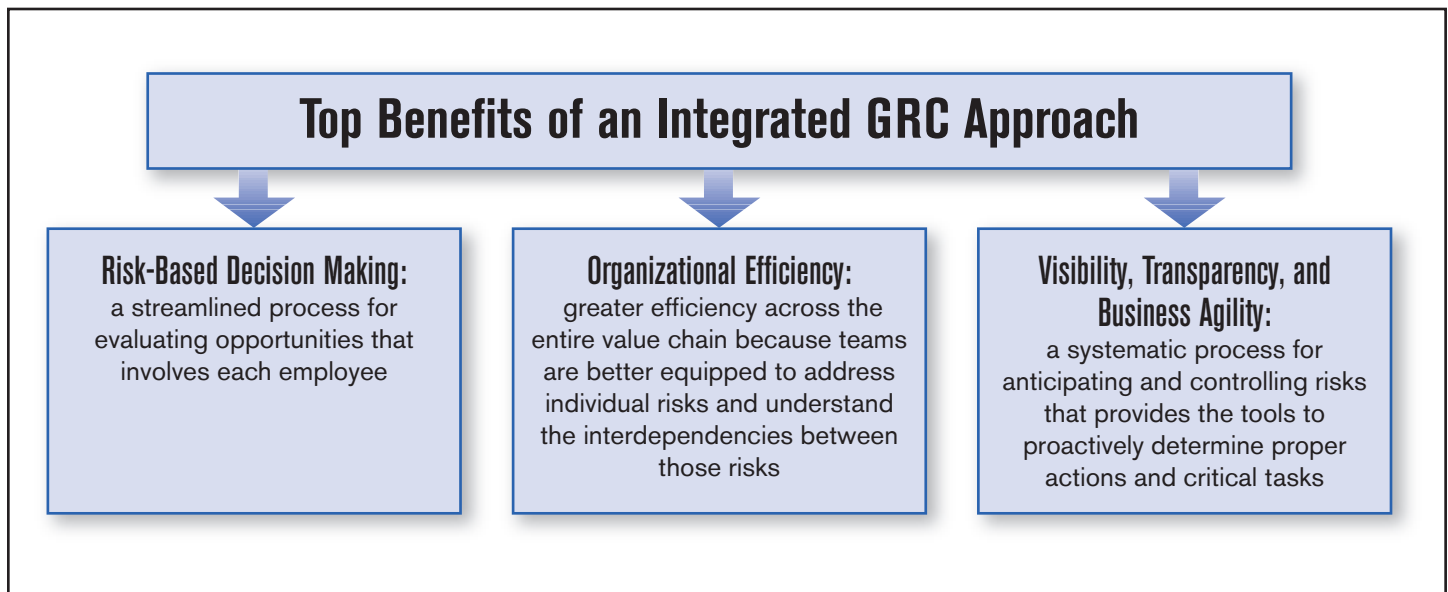 Top Benefits of an Integrated GRC Approach
Risk-Based Decision Making:
a streamlined process for
evaluating opportunities that
involves each employee
Organizational Efficiency:
greater efficiency across the
entire value chain because teams
are better equipped to address
individual risks and understand
the interdependencies between
those risks
Visibility, Transparency, and
Business Agility:
a systematic process for
anticipating and controlling risks
that provides the tools to
proactively determine proper
actions and critical tasks